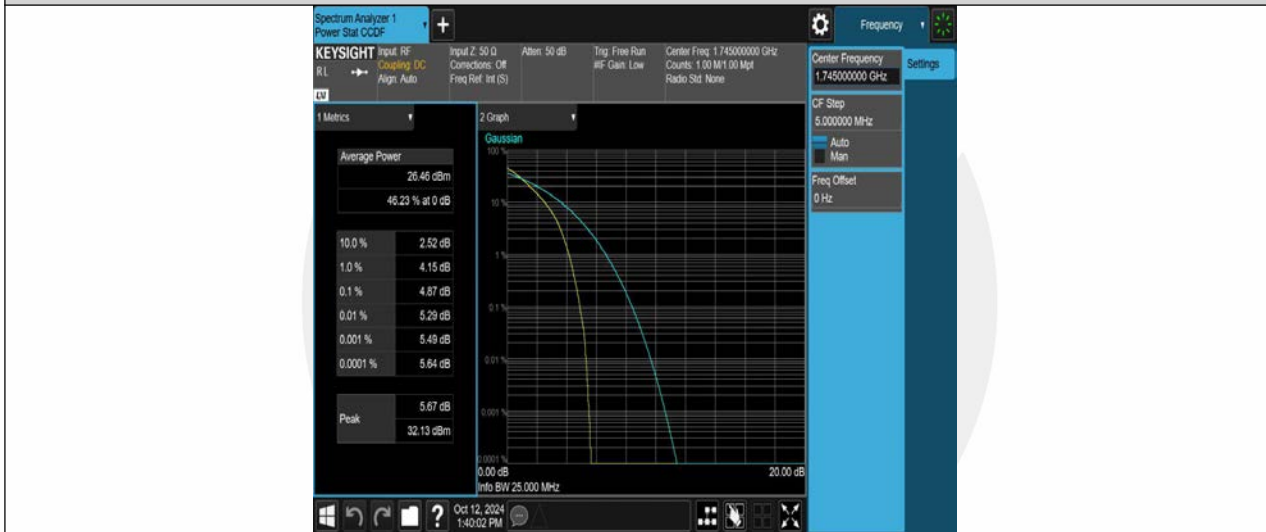 Spectrum Analyzer 1
Power Stat CCDF
+
Frequency
KEYSIGHT
RL
LXI
Input: RF
Coupling: DC
Align: Auto
Input Z: 50 Ω
Corrections: Off
Freq Ref: Int (S)
Atten: 50 dB
Trig: Free Run
#IF Gain: Low
Center Freq: 1.745000000 GHz
Counts: 1.00 M/1.00 Mpt
Radio Std: None
Center Frequency
1.745000000 GHz
Settings
CF Step
5.000000 MHz
Auto
Man
Freq Offset
0 Hz
1 Metrics
Average Power
26.46 dBm
46.23 % at 0 dB
10.0 % 2.52 dB
1.0 % 4.15 dB
0.1 % 4.87 dB
0.01 % 5.29 dB
0.001 % 5.49 dB
0.0001 % 5.64 dB
Peak
5.67 dB
32.13 dBm
2 Graph
Gaussian
100 %
10 %
1 %
0.1 %
0.01 %
0.001 %
0.0001 %
0.00 dB 20.00 dB
Info BW 25.000 MHz
?
Oct 12, 2024
1:40:02 PM